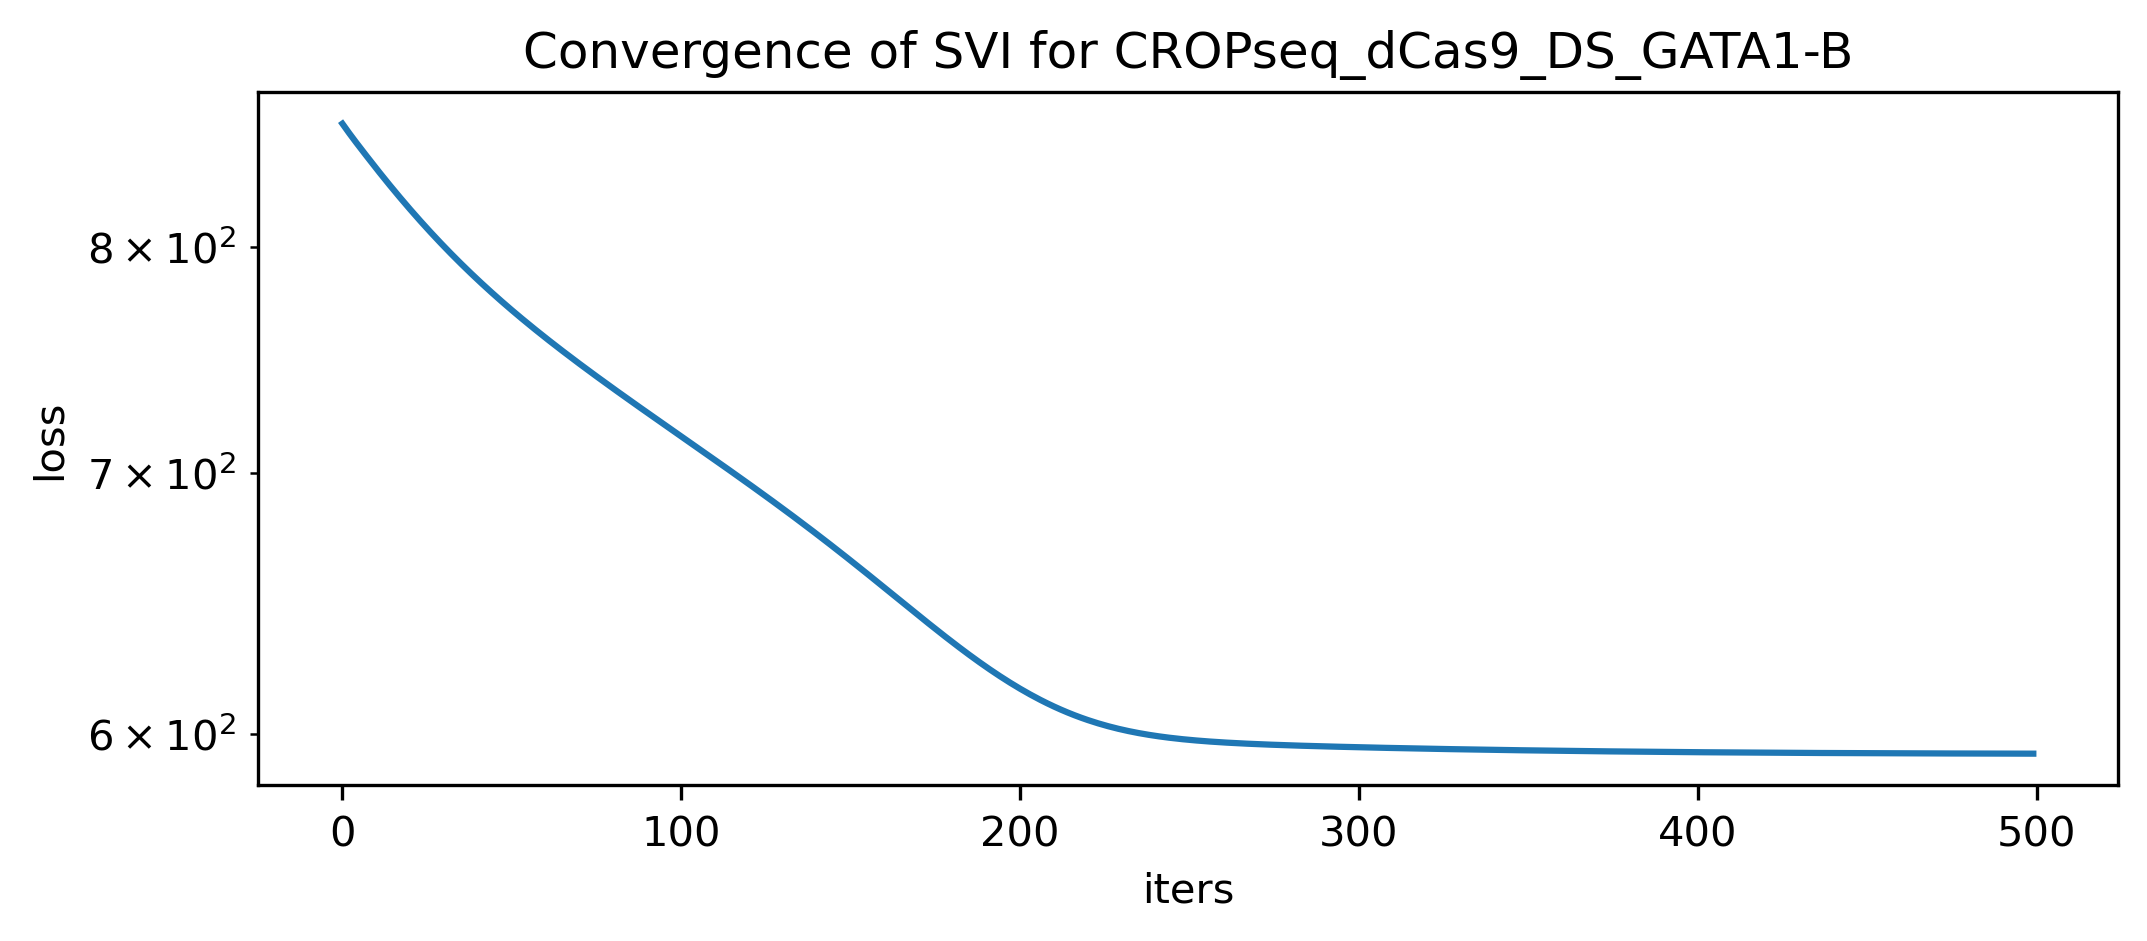 Convergence of SVI for CROPseq_dCas9_DS_GATA1-B
loss
8 × 10²
7 × 10²
6 × 10²
0 100 200 300 400 500
iters